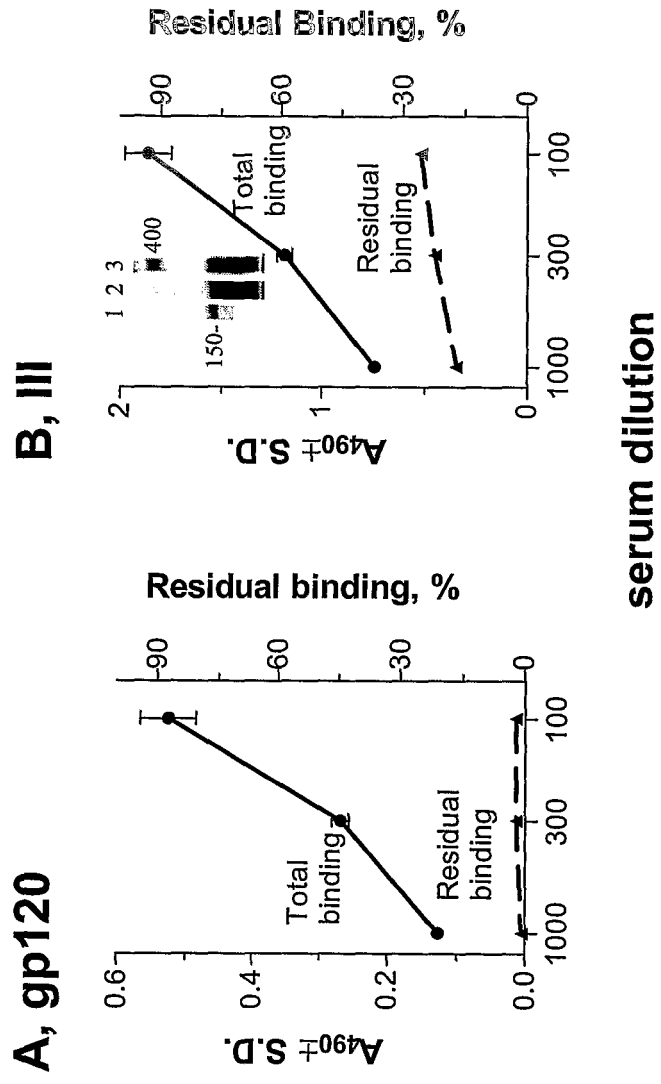 A, gp120
A₄₉₀± S.D.
0.6
0.4
0.2
0.0
Total
binding
Residual
binding
90
60
30
0
Residual binding, %
1000
300
100
B, III
A₄₉₀± S.D.
2
1
0
1 2 3
400
150-
Total
binding
Residual
binding
90
60
30
0
Residual Binding, %
1000
300
100
serum dilution